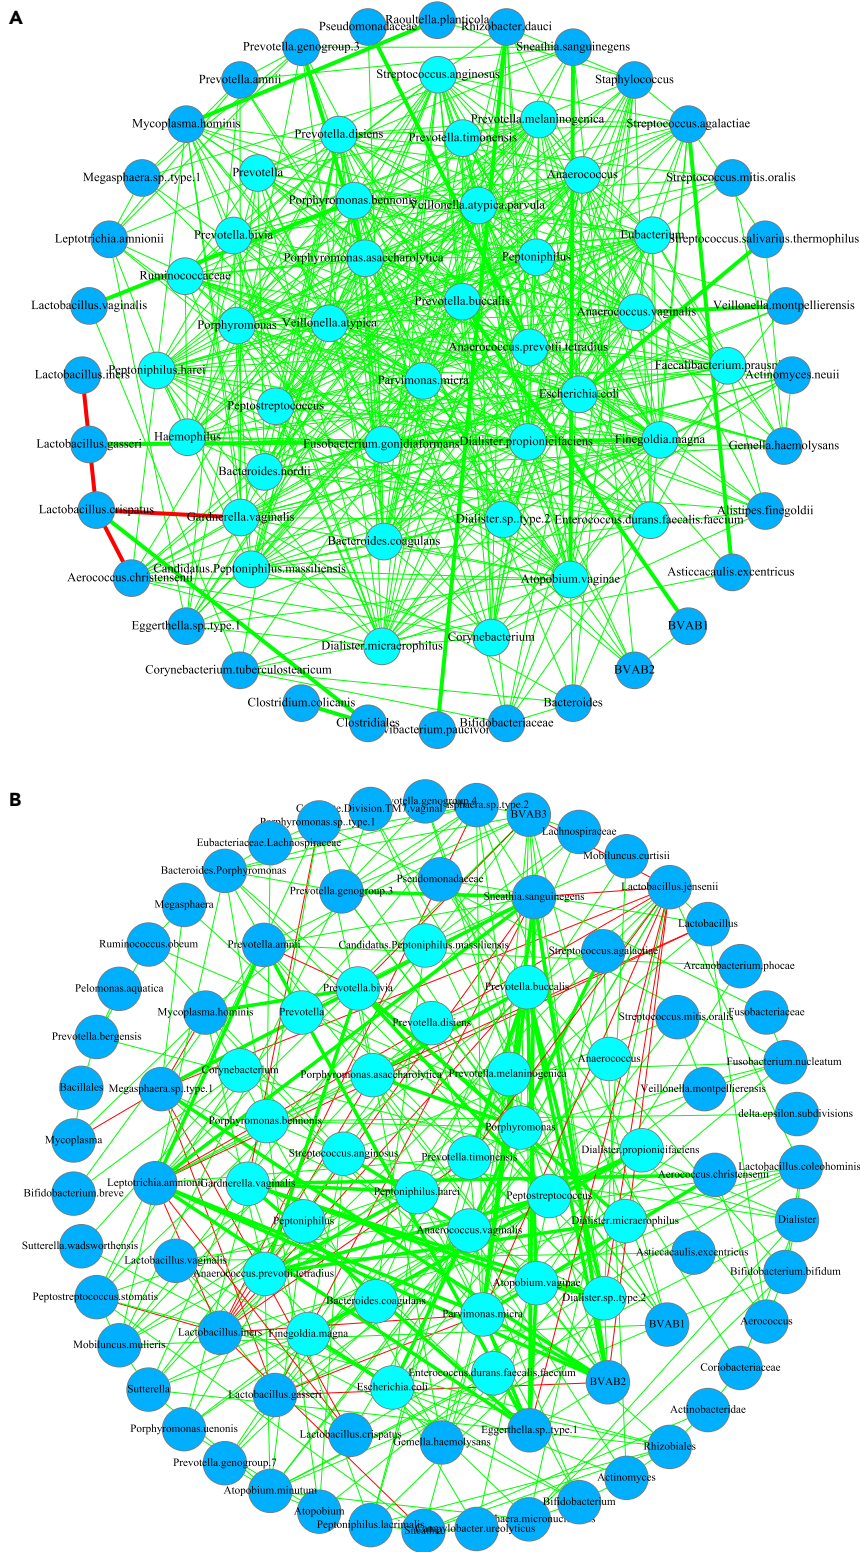 A
Raoultella.planticola
Pseudomonadaceae
Rhizobacter.dauci
Prevotella.genogroup.3
Sneathia.sanguinegens
Streptococcus.anginosus
Prevotella.amnii
Staphylococcus
Mycoplasma.hominis
Prevotella.melaninogenica
Streptococcus.agalactiae
Prevotella.disiens
Prevotella.timonensis
Prevotella
Anaerococcus
Megasphaera.sp..type.1
Streptococcus.mitis.oralis
Porphyromonas.bennonis
Veillonella.atypica.parvula
Leptotrichia.amnionii
Prevotella.bivia
Eubacterium
Streptococcus.salivarius.thermophilus
Porphyromonas.asaccharolytica
Peptoniphilus
Ruminococcaceae
Lactobacillus.vaginalis
Prevotella.buccalis
Anaerococcus.vaginalis
Veillonella.montpellierensis
Porphyromonas
Veillonella.atypica
Anaerococcus.prevotii.tetradius
Lactobacillus.iners
Peptoniphilus.harei
Parvimonas.micra
Actinomyces.neuii
Peptostreptococcus
Escherichia.coli
Lactobacillus.gasseri
Haemophilus
Fusobacterium.gonidiaformans
Dialister.propionicifaciens
Finegoldia.magna
Gemella.haemolysans
Bacteroides.nordii
Lactobacillus.crispatus
Gardnerella.vaginalis
Dialister.sp..type.2
Enterococcus.durans.faecalis.faecium
Alistipes.finegoldii
Bacteroides.coagulans
Aerococcus.christensenii
Candidatus.Peptoniphilus.massiliensis
Atopobium.vaginae
Asticcacaulis.excentricus
Eggerthella.sp..type.1
Dialister.micraerophilus
Corynebacterium
BVAB1
Corynebacterium.tuberculostearicum
BVAB2
Clostridium.colicanis
Bacteroides
Clostridiales
Bifidobacteriaceae
B
BVAB3
Lachnospiraceae
Porphyromonas.sp..type.1
Eubacteriaceae.Lachnospiraceae
Mobiluncus.curtisii
Bacteroides.Porphyromonas
Pseudomonadaceae
Lactobacillus.jensenii
Prevotella.genogroup.3
Sneathia.sanguinegens
Megasphaera
Lactobacillus
Ruminococcus.obeum
Prevotella.amnii
Candidatus.Peptoniphilus.massiliensis
Streptococcus.agalactiae
Arcanobacterium.phocae
Pelomonas.aquatica
Prevotella.bivia
Prevotella.buccalis
Mycoplasma.hominis
Prevotella
Prevotella.disiens
Streptococcus.mitis.oralis
Fusobacteriaceae
Prevotella.bergensis
Anaerococcus
Fusobacterium.nucleatum
Corynebacterium
Porphyromonas.asaccharolytica
Prevotella.melaninogenica
Bacillales
Megasphaera.sp..type.1
Veillonella.montpellierensis
Porphyromonas.bennonis
Porphyromonas
delta.epsilon.subdivisions
Mycoplasma
Streptococcus.anginosus
Prevotella.timonensis
Dialister.propionicifaciens
Leptotrichia.amnionii
Gardnerella.vaginalis
Peptoniphilus.harei
Peptostreptococcus
Aerococcus.christensenii
Lactobacillus.coleohominis
Bifidobacterium.breve
Peptoniphilus
Anaerococcus.vaginalis
Dialister.micraerophilus
Dialister
Sutterella.wadsworthensis
Lactobacillus.vaginalis
Asticcacaulis.excentricus
Anaerococcus.prevotii.tetradius
Atopobium.vaginae
Bifidobacterium.bifidum
Peptostreptococcus.stomatis
Bacteroides.coagulans
Dialister.sp..type.2
Parvimonas.micra
Aerococcus
Lactobacillus.iners
Finegoldia.magna
BVAB1
Mobiluncus.mulieris
Coriobacteriaceae
Enterococcus.durans.faecalis.faecium
Sutterella
Lactobacillus.gasseri
Escherichia.coli
BVAB2
Actinobacteridae
Porphyromonas.uenonis
Lactobacillus.crispatus
Gemella.haemolysans
Eggerthella.sp..type.1
Rhizobiales
Prevotella.genogroup.7
Actinomyces
Atopobium.minutum
Bifidobacterium
Atopobium
Peptoniphilus.lacrimalis